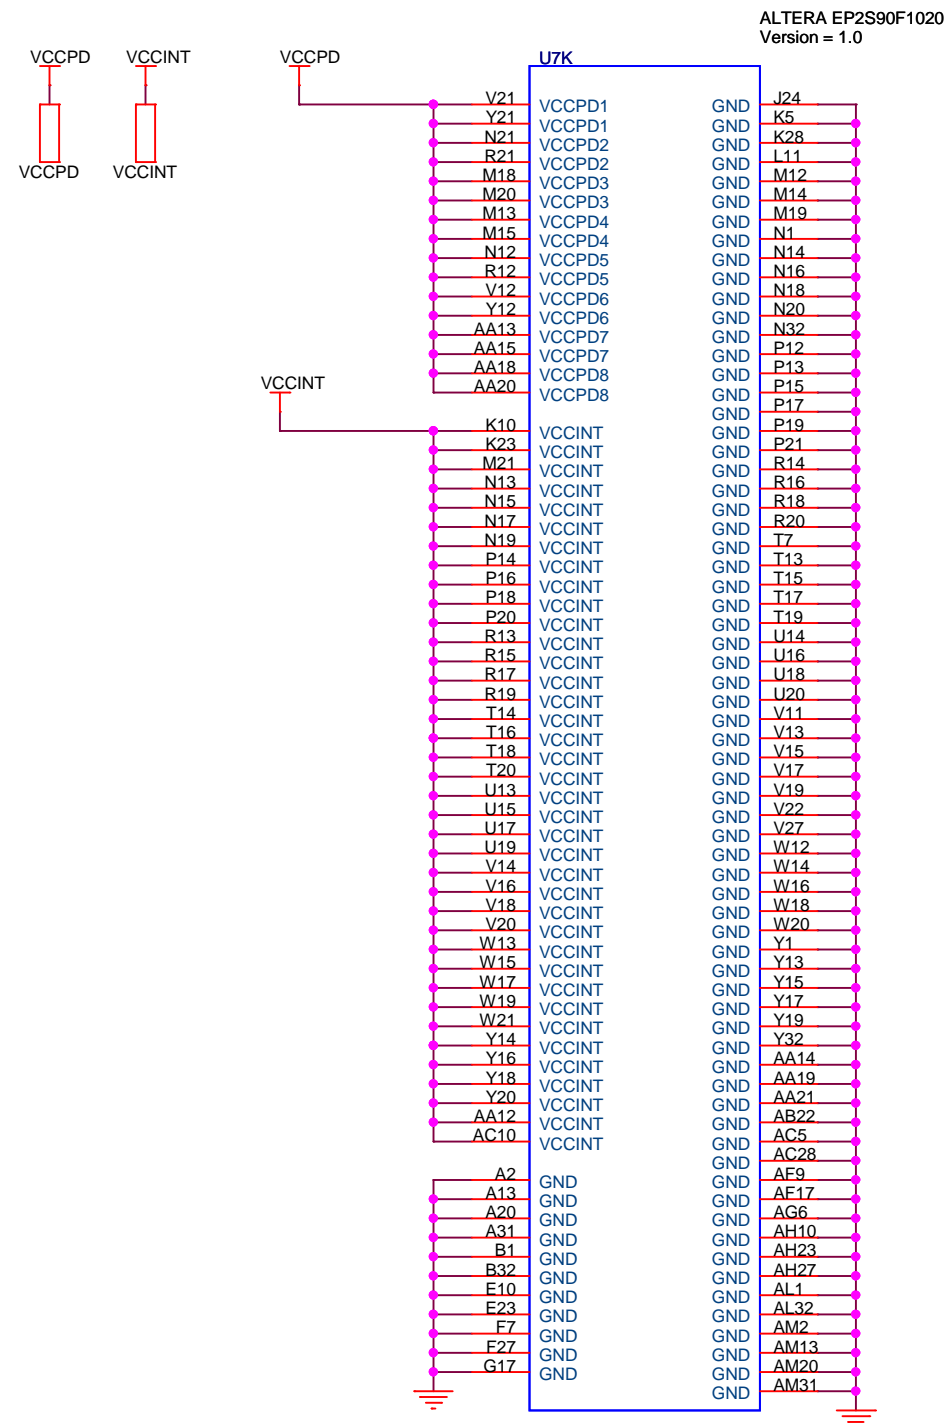 ALTERA EP2S90F1020
Version = 1.0
VCCPD VCCINT VCCPD U7K
VCCPD VCCINT
V21 VCCPD1 GND J24
Y21 VCCPD1 GND K5
N21 VCCPD2 GND K28
R21 VCCPD2 GND L11
M18 VCCPD3 GND M12
M20 VCCPD3 GND M14
M13 VCCPD4 GND M19
M15 VCCPD4 GND N1
N12 VCCPD5 GND N14
R12 VCCPD5 GND N16
V12 VCCPD6 GND N18
Y12 VCCPD6 GND N20
AA13 VCCPD7 GND N32
AA15 VCCPD7 GND P12
AA18 VCCPD8 GND P13
AA20 VCCPD8 GND P15
VCCINT
GND P17
K10 VCCINT GND P19
K23 VCCINT GND P21
M21 VCCINT GND R14
N13 VCCINT GND R16
N15 VCCINT GND R18
N17 VCCINT GND R20
N19 VCCINT GND T7
P14 VCCINT GND T13
P16 VCCINT GND T15
P18 VCCINT GND T17
P20 VCCINT GND T19
R13 VCCINT GND U14
R15 VCCINT GND U16
R17 VCCINT GND U18
R19 VCCINT GND U20
T14 VCCINT GND V11
T16 VCCINT GND V13
T18 VCCINT GND V15
T20 VCCINT GND V17
U13 VCCINT GND V19
U15 VCCINT GND V22
U17 VCCINT GND V27
U19 VCCINT GND W12
V14 VCCINT GND W14
V16 VCCINT GND W16
V18 VCCINT GND W18
V20 VCCINT GND W20
W13 VCCINT GND Y1
W15 VCCINT GND Y13
W17 VCCINT GND Y15
W19 VCCINT GND Y17
W21 VCCINT GND Y19
Y14 VCCINT GND Y32
Y16 VCCINT GND AA14
Y18 VCCINT GND AA19
Y20 VCCINT GND AA21
AA12 VCCINT GND AB22
AC10 VCCINT GND AC5
GND AC28
A2 GND GND AF9
A13 GND GND AF17
A20 GND GND AG6
A31 GND GND AH10
B1 GND GND AH23
B32 GND GND AH27
E10 GND GND AL1
E23 GND GND AL32
F7 GND GND AM2
F27 GND GND AM13
G17 GND GND AM20
GND AM31